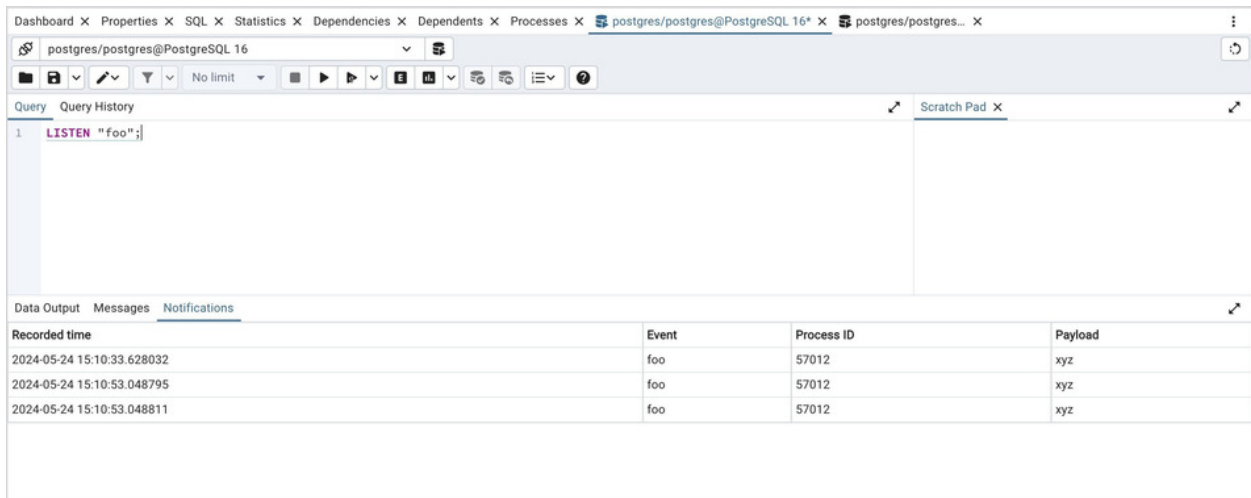 Dashboard X Properties X SQL X Statistics X Dependencies X Dependents X Processes X postgres/postgres@PostgreSQL 16* X postgres/postgres... X
postgres/postgres@PostgreSQL 16
No limit
Query Query History Scratch Pad X
1 LISTEN "foo";
Data Output Messages Notifications
Recorded time Event Process ID Payload
2024-05-24 15:10:33.628032 foo 57012 xyz
2024-05-24 15:10:53.048795 foo 57012 xyz
2024-05-24 15:10:53.048811 foo 57012 xyz